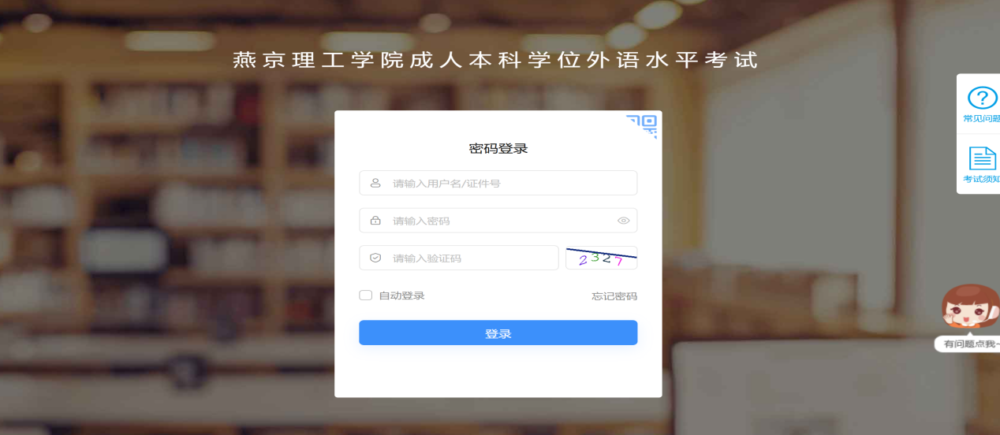 燕京理工学院成人本科学位外语水平考试
常见问题
密码登录
请输入用户名/证件号
考试须知
请输入密码
请输入验证码
2327
自动登录
忘记密码
登录
有问题点我~